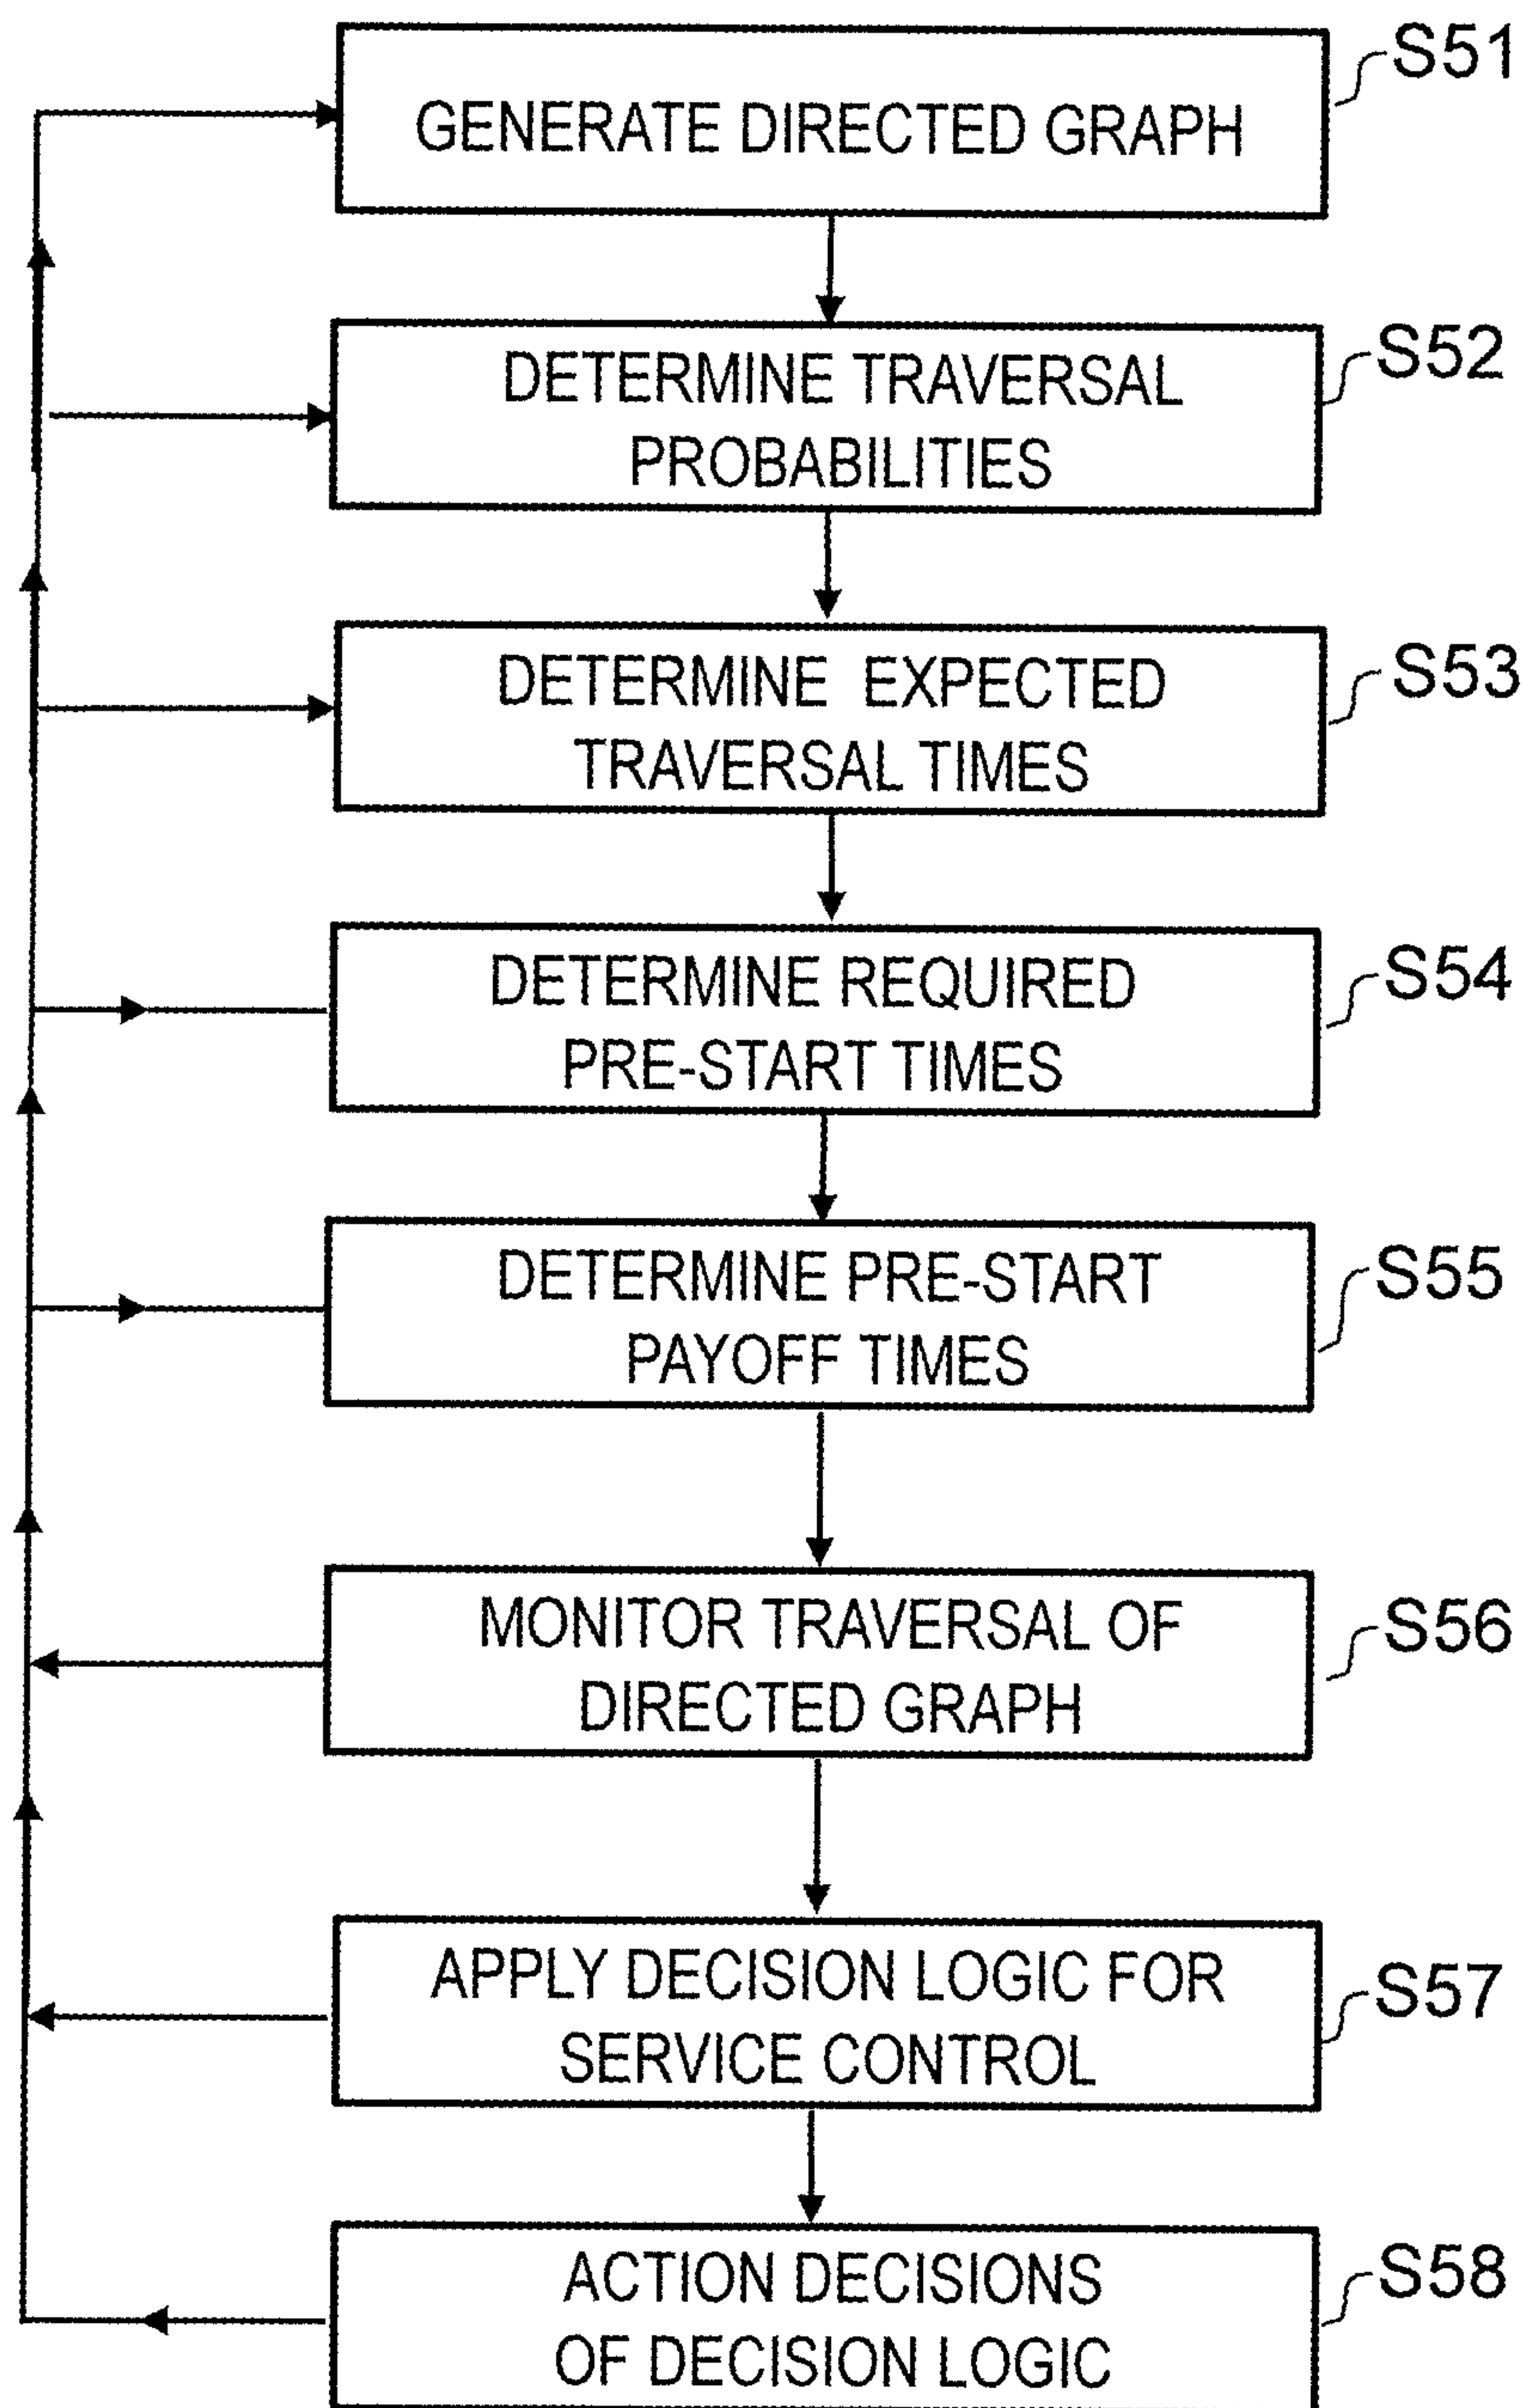 S51
GENERATE DIRECTED GRAPH
S52
DETERMINE TRAVERSAL
PROBABILITIES
S53
DETERMINE EXPECTED
TRAVERSAL TIMES
S54
DETERMINE REQUIRED
PRE-START TIMES
S55
DETERMINE PRE-START
PAYOFF TIMES
S56
MONITOR TRAVERSAL OF
DIRECTED GRAPH
S57
APPLY DECISION LOGIC FOR
SERVICE CONTROL
S58
ACTION DECISIONS
OF DECISION LOGIC